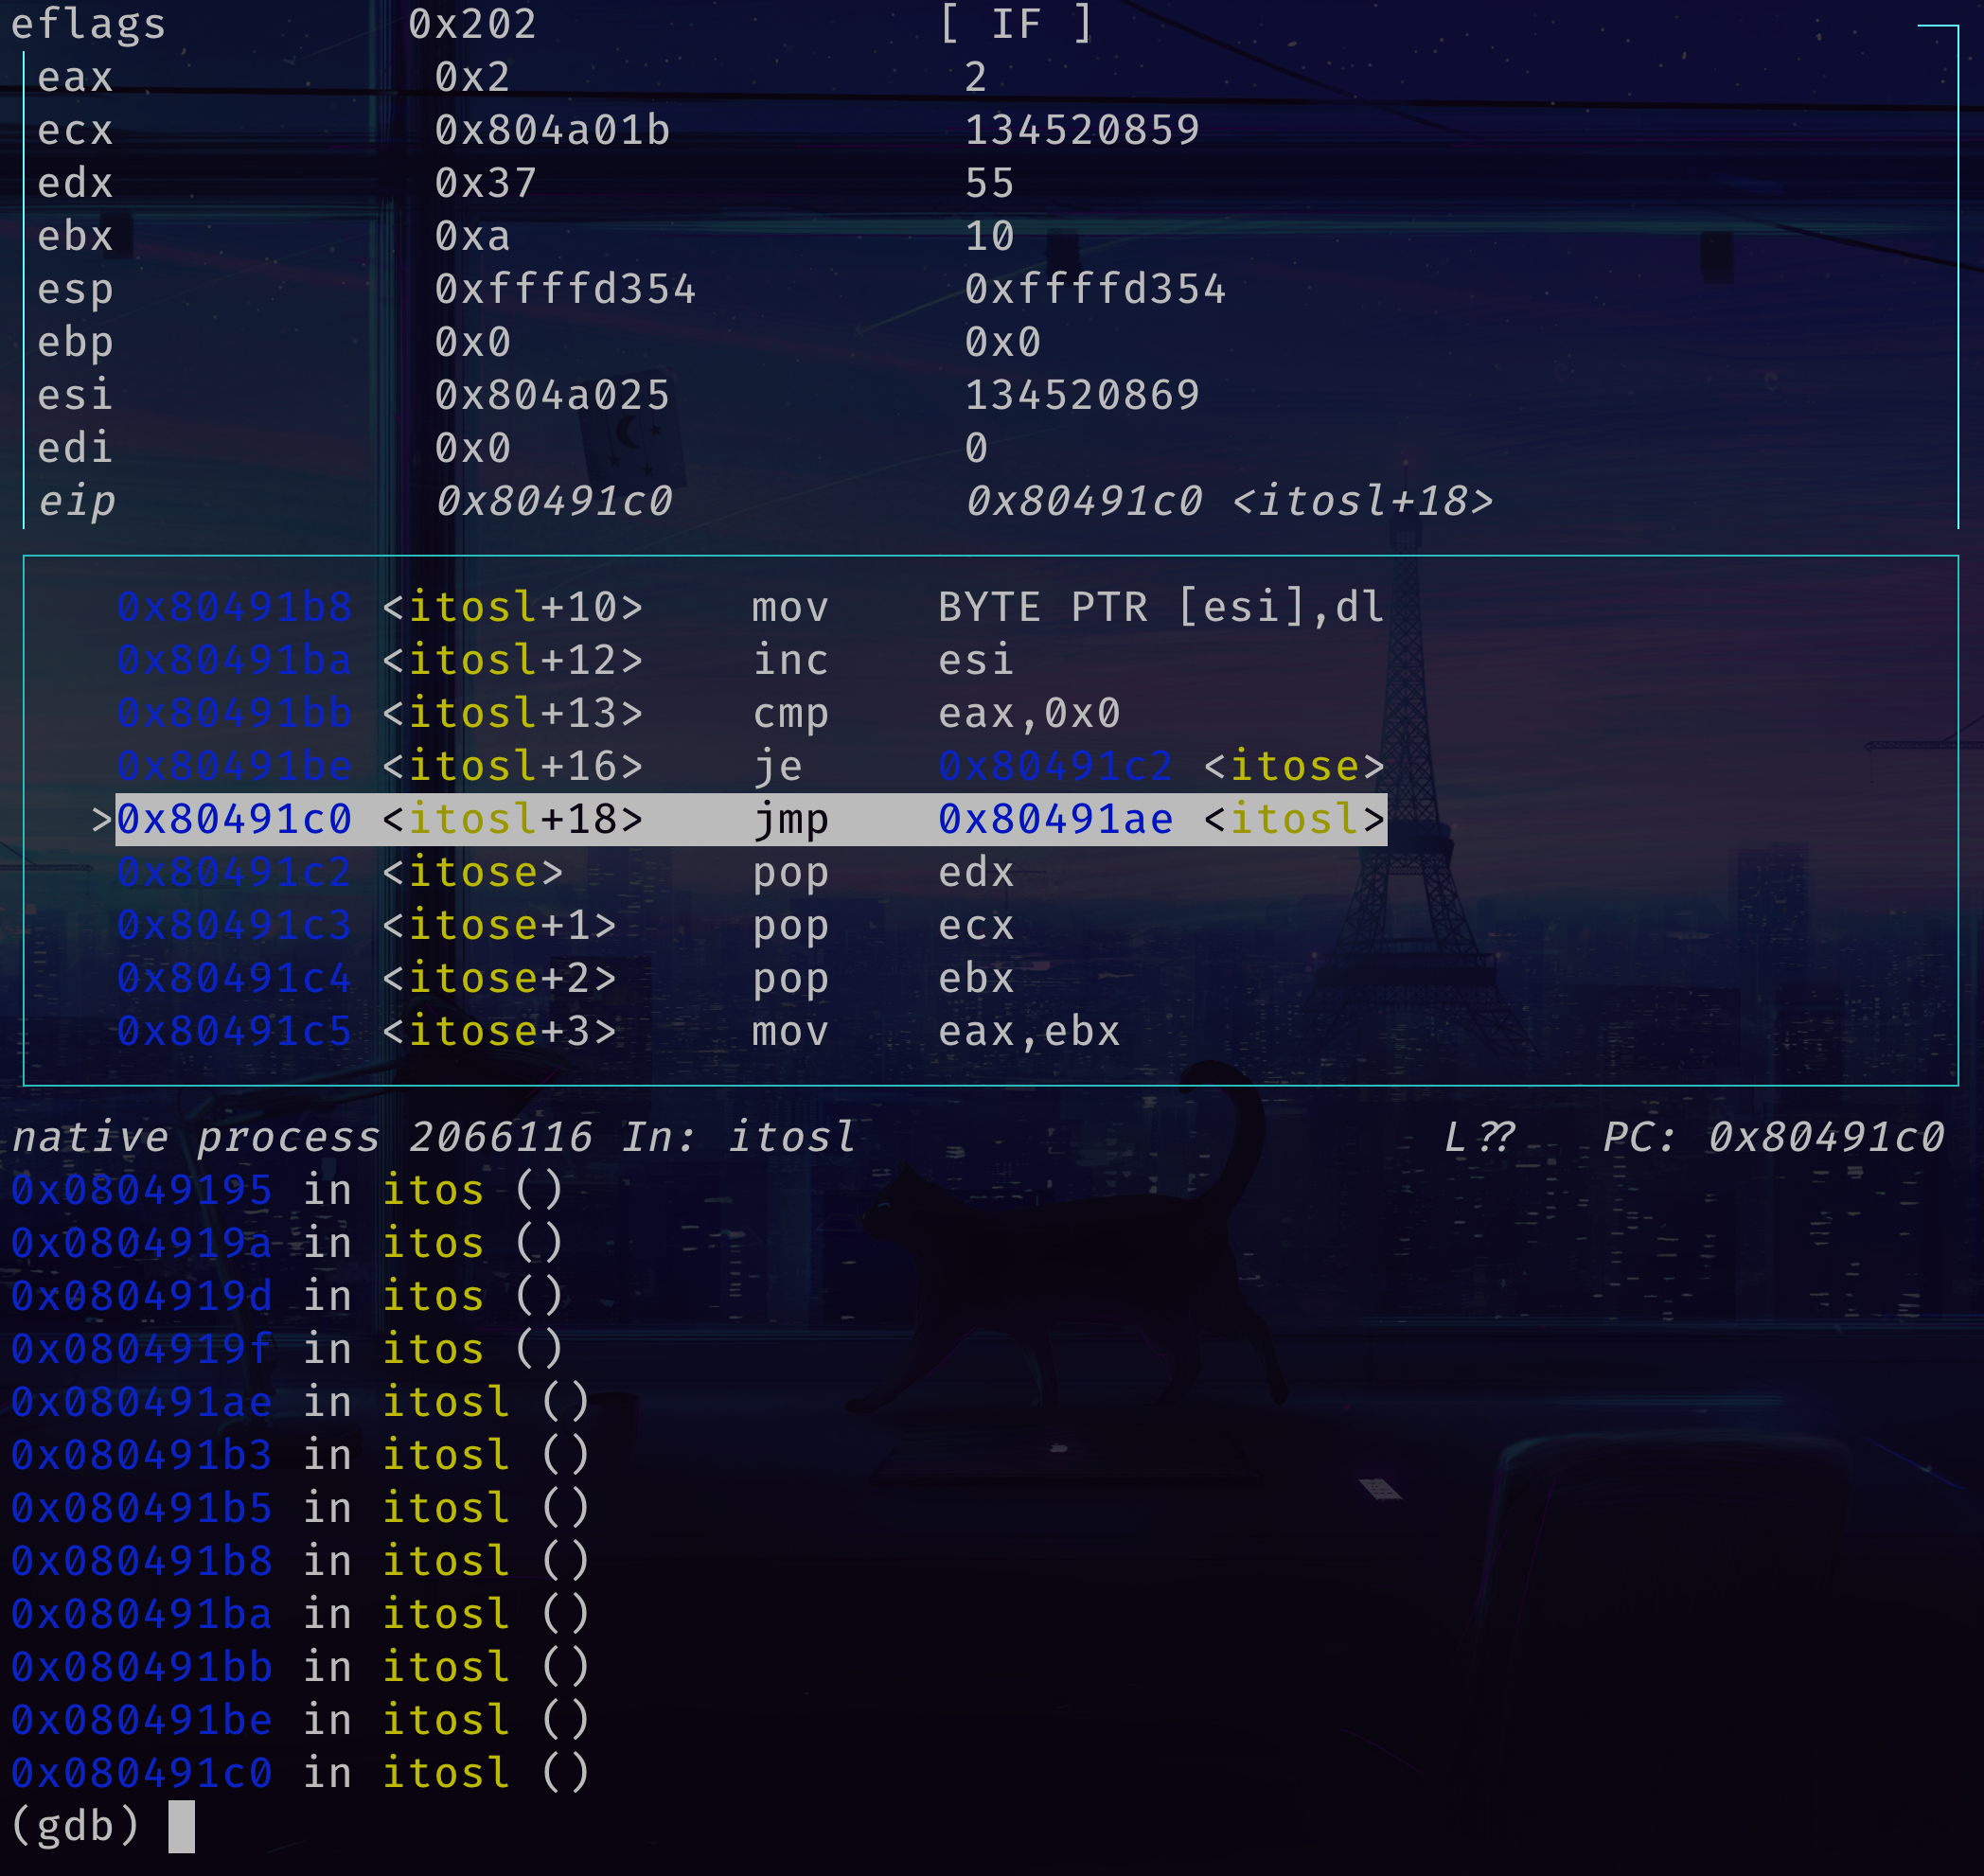 eflags 0x202 [ IF ]
eax 0x2 2
ecx 0x804a01b 134520859
edx 0x37 55
ebx 0xa 10
esp 0xffffd354 0xffffd354
ebp 0x0 0x0
esi 0x804a025 134520869
edi 0x0 0
eip 0x80491c0 0x80491c0 <itosl+18>
0x80491b8 <itosl+10> mov BYTE PTR [esi],dl
0x80491ba <itosl+12> inc esi
0x80491bb <itosl+13> cmp eax,0x0
0x80491be <itosl+16> je 0x80491c2 <itose>
>0x80491c0 <itosl+18> jmp 0x80491ae <itosl>
0x80491c2 <itose> pop edx
0x80491c3 <itose+1> pop ecx
0x80491c4 <itose+2> pop ebx
0x80491c5 <itose+3> mov eax,ebx
native process 2066116 In: itosl L?? PC: 0x80491c0
0x08049195 in itos ()
0x0804919a in itos ()
0x0804919d in itos ()
0x0804919f in itos ()
0x080491ae in itosl ()
0x080491b3 in itosl ()
0x080491b5 in itosl ()
0x080491b8 in itosl ()
0x080491ba in itosl ()
0x080491bb in itosl ()
0x080491be in itosl ()
0x080491c0 in itosl ()
(gdb)